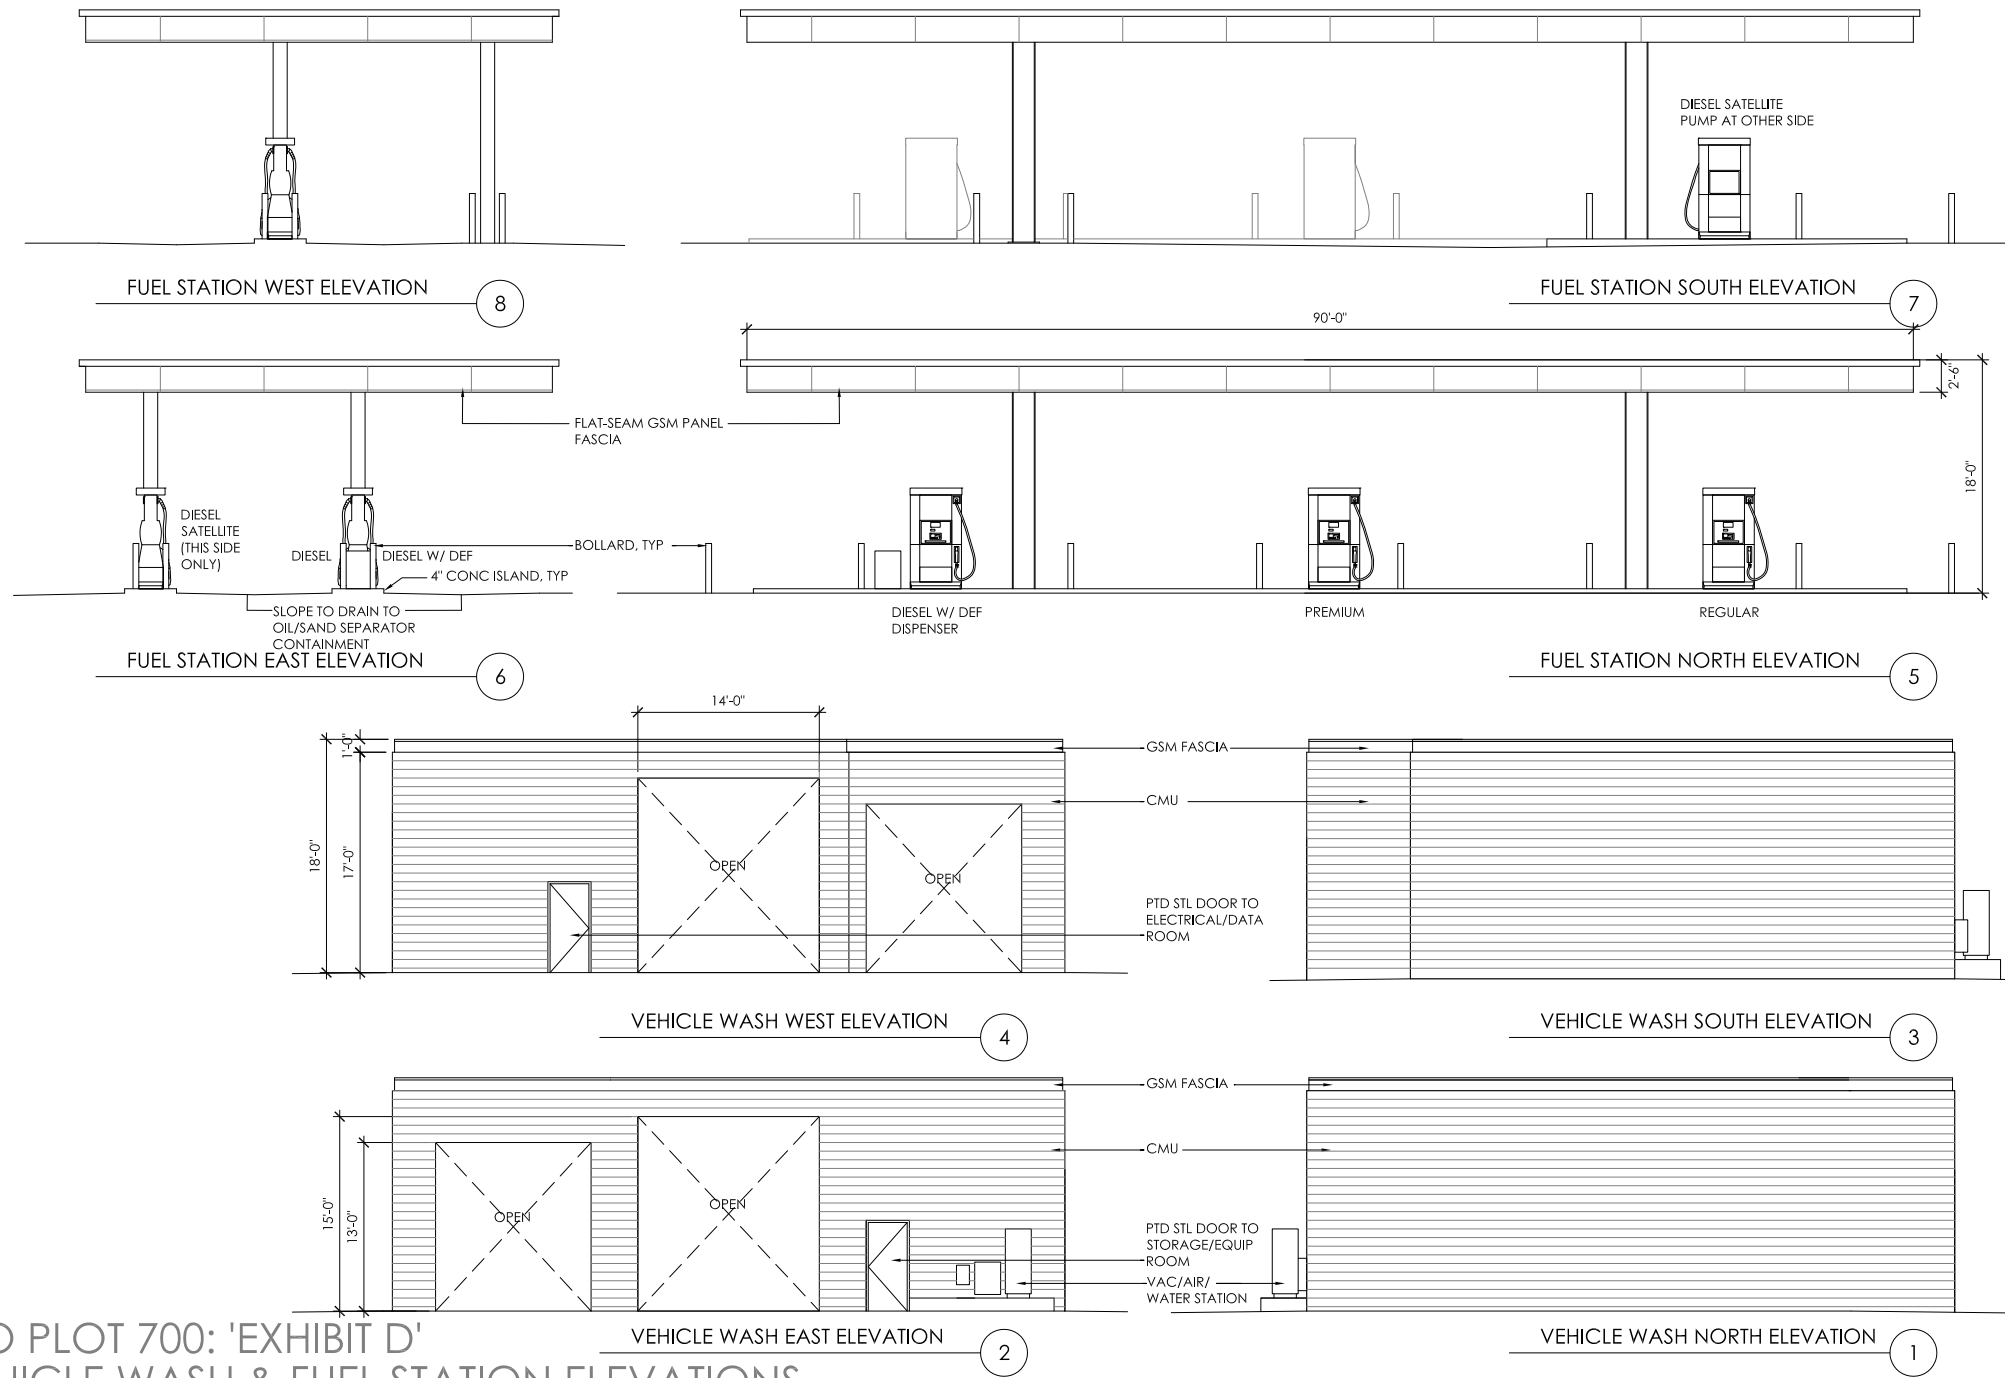 DIESEL SATELLITE
PUMP AT OTHER SIDE
FUEL STATION WEST ELEVATION
8
FUEL STATION SOUTH ELEVATION
7
90'-0"
2'-6"
18'-0"
FLAT-SEAM GSM PANEL
FASCIA
DIESEL
SATELLITE
(THIS SIDE
ONLY)
DIESEL
DIESEL W/ DEF
BOLLARD, TYP
4" CONC ISLAND, TYP
SLOPE TO DRAIN TO
OIL/SAND SEPARATOR
CONTAINMENT
DIESEL W/ DEF
DISPENSER
PREMIUM
REGULAR
FUEL STATION EAST ELEVATION
6
FUEL STATION NORTH ELEVATION
5
14'-0"
1'-0"
18'-0"
17'-0"
OPEN
OPEN
GSM FASCIA
CMU
PTD STL DOOR TO
ELECTRICAL/DATA
ROOM
VEHICLE WASH WEST ELEVATION
4
VEHICLE WASH SOUTH ELEVATION
3
GSM FASCIA
CMU
15'-0"
13'-0"
OPEN
OPEN
PTD STL DOOR TO
STORAGE/EQUIP
ROOM
VAC/AIR/
WATER STATION
VEHICLE WASH EAST ELEVATION
2
VEHICLE WASH NORTH ELEVATION
1
PLOT 700: 'EXHIBIT D'
WASH & FUEL STATION ELEVATIONS